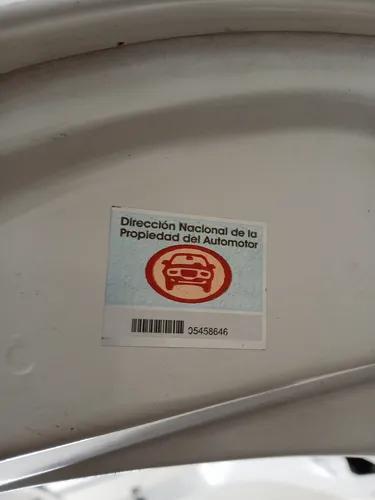 Dirección Nacional de la
Propiedad del Automotor
05458646